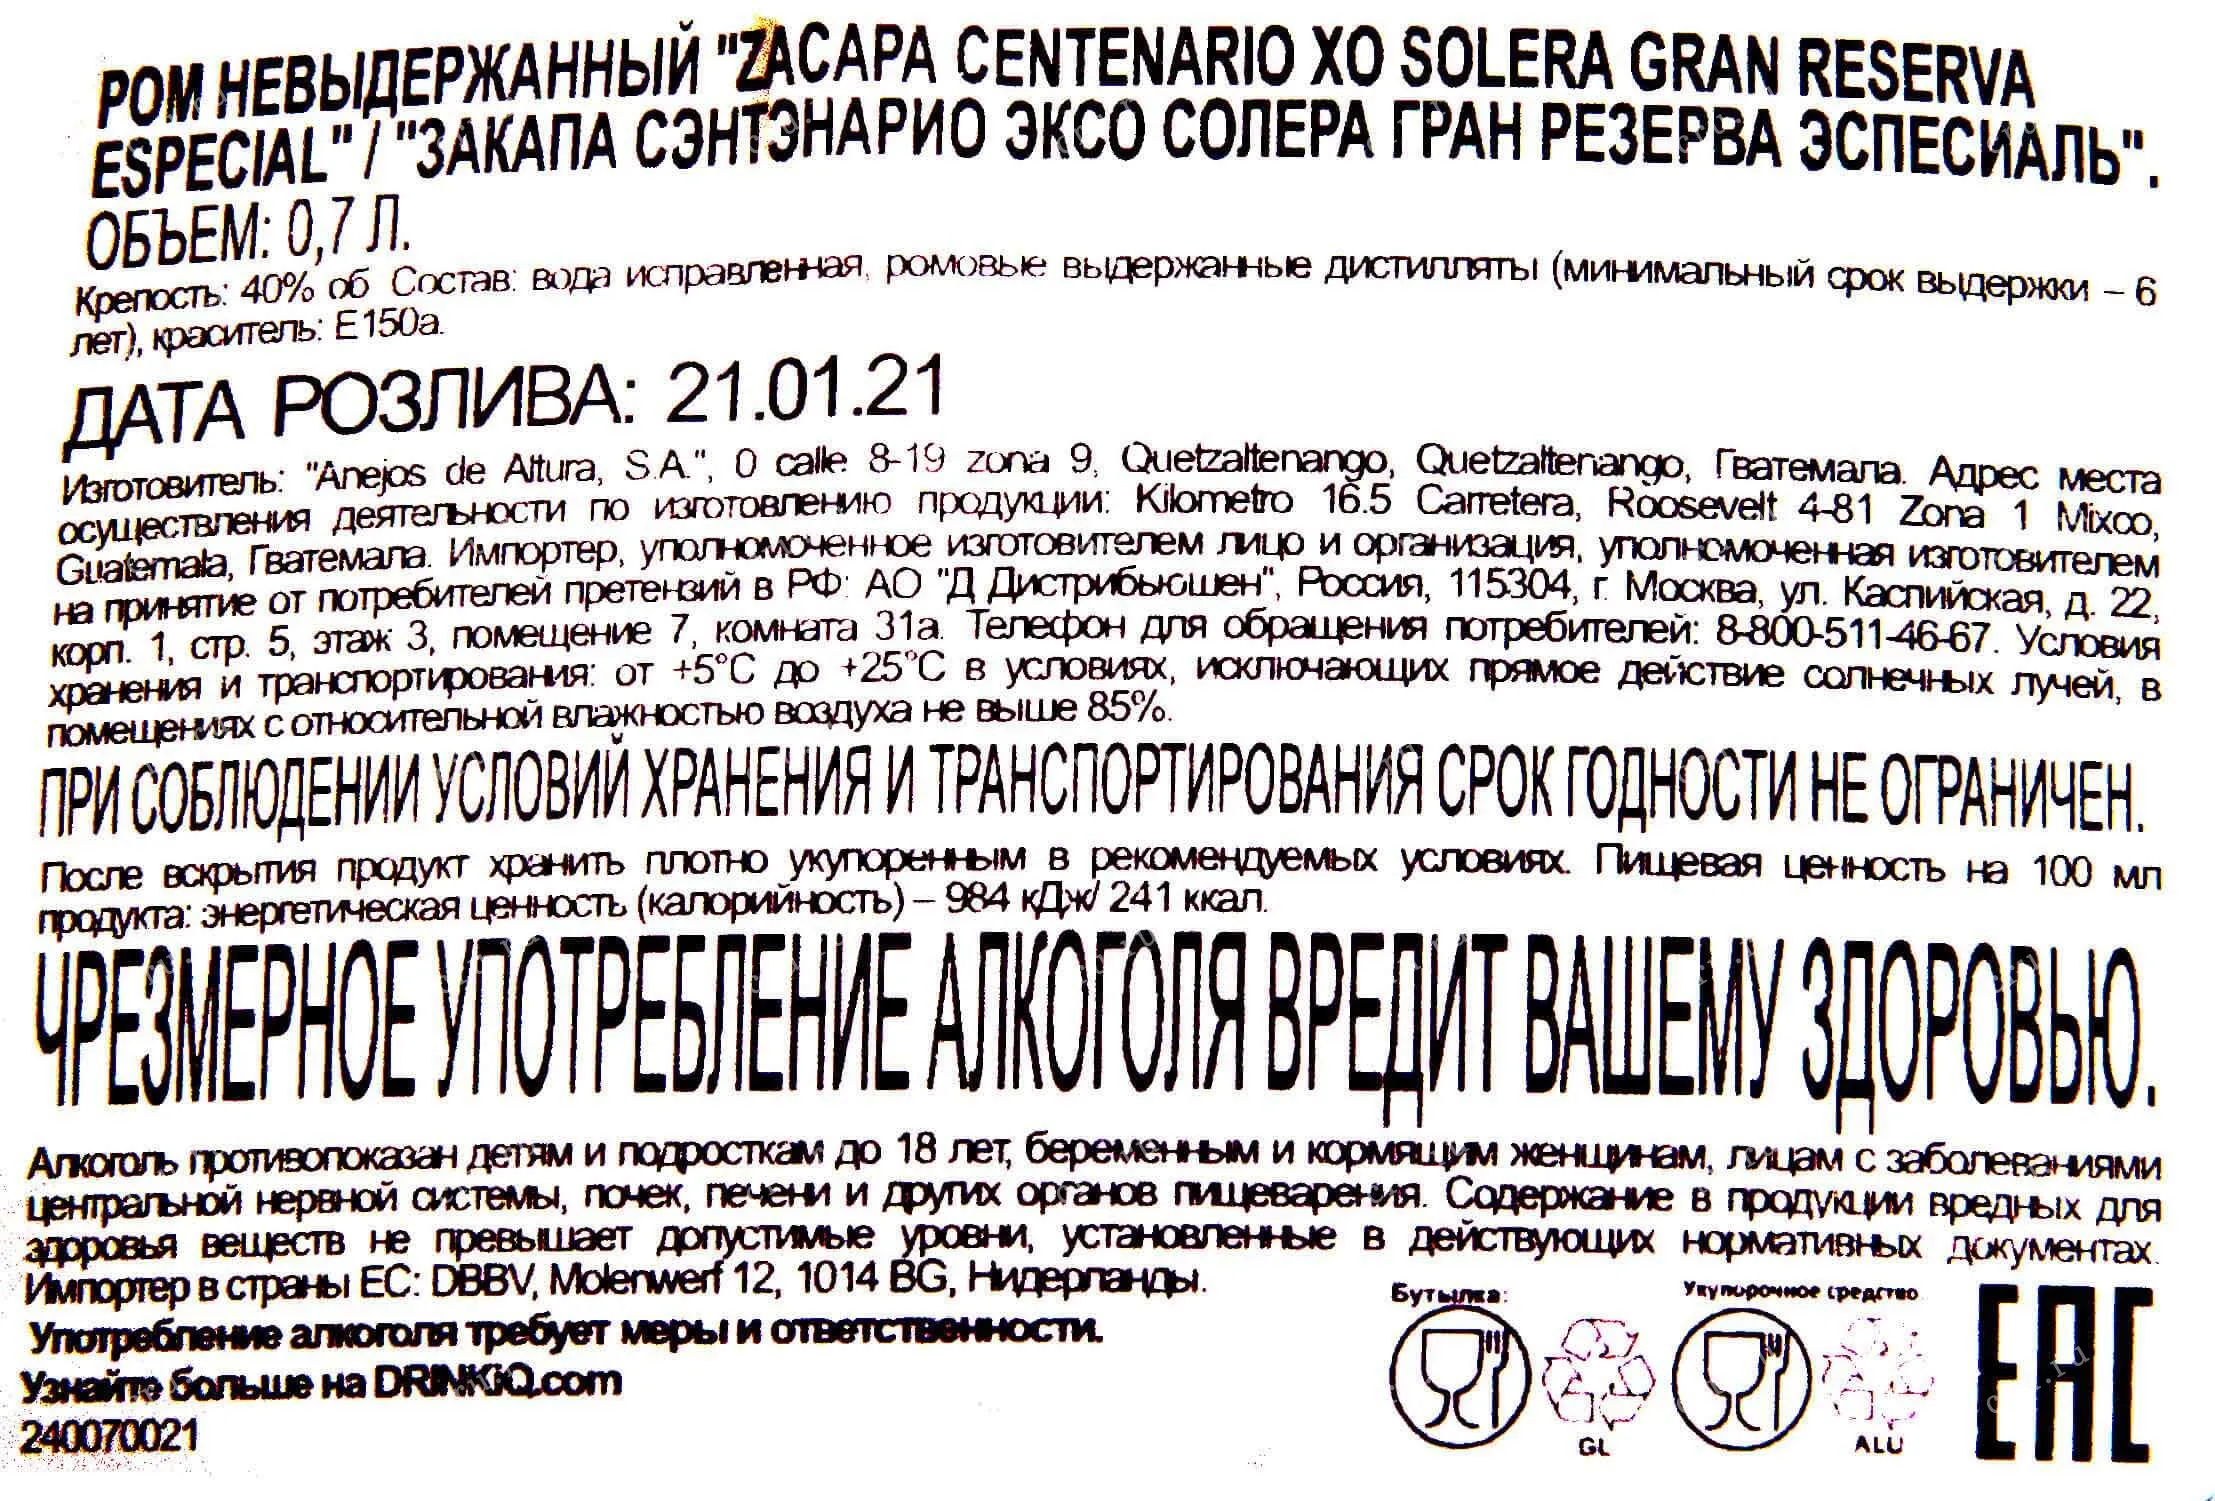 РОМ НЕВЫДЕРЖАННЫЙ "ZACAPA CENTENARIO XO SOLERA GRAN RESERVA
ESPECIAL" / "ЗАКАПА СЭНТЭНАРИО ЭКСО СОЛЕРА ГРАН РЕЗЕРВА ЭСПЕСИАЛЬ".
ОБЪЕМ: 0,7 Л.
Крепость: 40% об Состав: вода исправленная, ромовые выдержанные дистилляты (минимальный срок выдержки – 6
лет), краситель: Е150а.
ДАТА РОЗЛИВА: 21.01.21
Изготовитель: "Anejos de Altura, S.A.", 0 calle 8-19 zona 9, Quetzaltenango, Quetzaltenango, Гватемала. Адрес места
осуществления деятельности по изготовлению продукции: Kilometro 16.5 Carretera, Roosevelt 4-81 Zona 1 Mixco,
Guatemala, Гватемала. Импортер, уполномоченное изготовителем лицо и организация, уполномоченная изготовителем
на принятие от потребителей претензий в РФ: АО "Д Дистрибьюшен", Россия, 115304, г. Москва, ул. Каспийская, д. 22,
корп. 1, стр. 5, этаж 3, помещение 7, комната 31а. Телефон для обращения потребителей: 8-800-511-46-67. Условия
хранения и транспортирования: от +5°С до +25°С в условиях, исключающих прямое действие солнечных лучей, в
помещениях с относительной влажностью воздуха не выше 85%.
ПРИ СОБЛЮДЕНИИ УСЛОВИЙ ХРАНЕНИЯ И ТРАНСПОРТИРОВАНИЯ СРОК ГОДНОСТИ НЕ ОГРАНИЧЕН.
После вскрытия продукт хранить плотно укупоренным в рекомендуемых условиях. Пищевая ценность на 100 мл
продукта: энергетическая ценность (калорийность) – 984 кДж/ 241 ккал.
ЧРЕЗМЕРНОЕ УПОТРЕБЛЕНИЕ АЛКОГОЛЯ ВРЕДИТ ВАШЕМУ ЗДОРОВЬЮ.
Алкоголь противопоказан детям и подросткам до 18 лет, беременным и кормящим женщинам, лицам с заболеваниями
центральной нервной системы, почек, печени и других органов пищеварения. Содержание в продукции вредных для
здоровья веществ не превышает допустимые уровни, установленные в действующих нормативных документах.
Импортер в страны ЕС: DBBV, Molenwerf 12, 1014 BG, Нидерланды.
Употребление алкоголя требует меры и ответственности.
Узнайте больше на DRINKiQ.com
240070021
Бутылка:
Укупорочное средство
GL
ALU
EAC